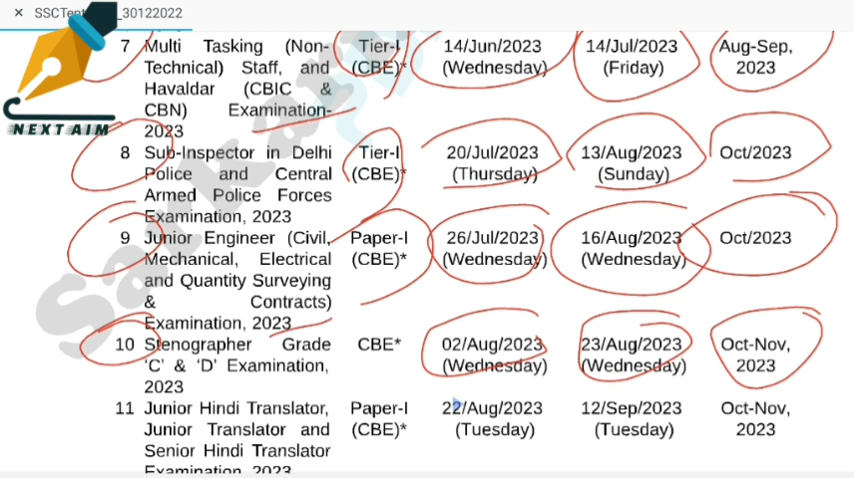 × SSCTent 30122022
NEXT AIM
7 Multi Tasking (Non- Tier-I 14/Jun/2023 14/Jul/2023 Aug-Sep,
Technical) Staff, and (CBE)* (Wednesday) (Friday) 2023
Havaldar (CBIC &
CBN) Examination-
2023
8 Sub-Inspector in Delhi Tier-I 20/Jul/2023 13/Aug/2023 Oct/2023
Police and Central (CBE)* (Thursday) (Sunday)
Armed Police Forces
Examination, 2023
9 Junior Engineer (Civil, Paper-I 26/Jul/2023 16/Aug/2023 Oct/2023
Mechanical, Electrical (CBE)* (Wednesday) (Wednesday)
and Quantity Surveying
& Contracts)
Examination, 2023
10 Stenographer Grade CBE* 02/Aug/2023 23/Aug/2023 Oct-Nov,
‘C’ & ‘D’ Examination, (Wednesday) (Wednesday) 2023
2023
11 Junior Hindi Translator, Paper-I 22/Aug/2023 12/Sep/2023 Oct-Nov,
Junior Translator and (CBE)* (Tuesday) (Tuesday) 2023
Senior Hindi Translator
Examination, 2023
Sarkari